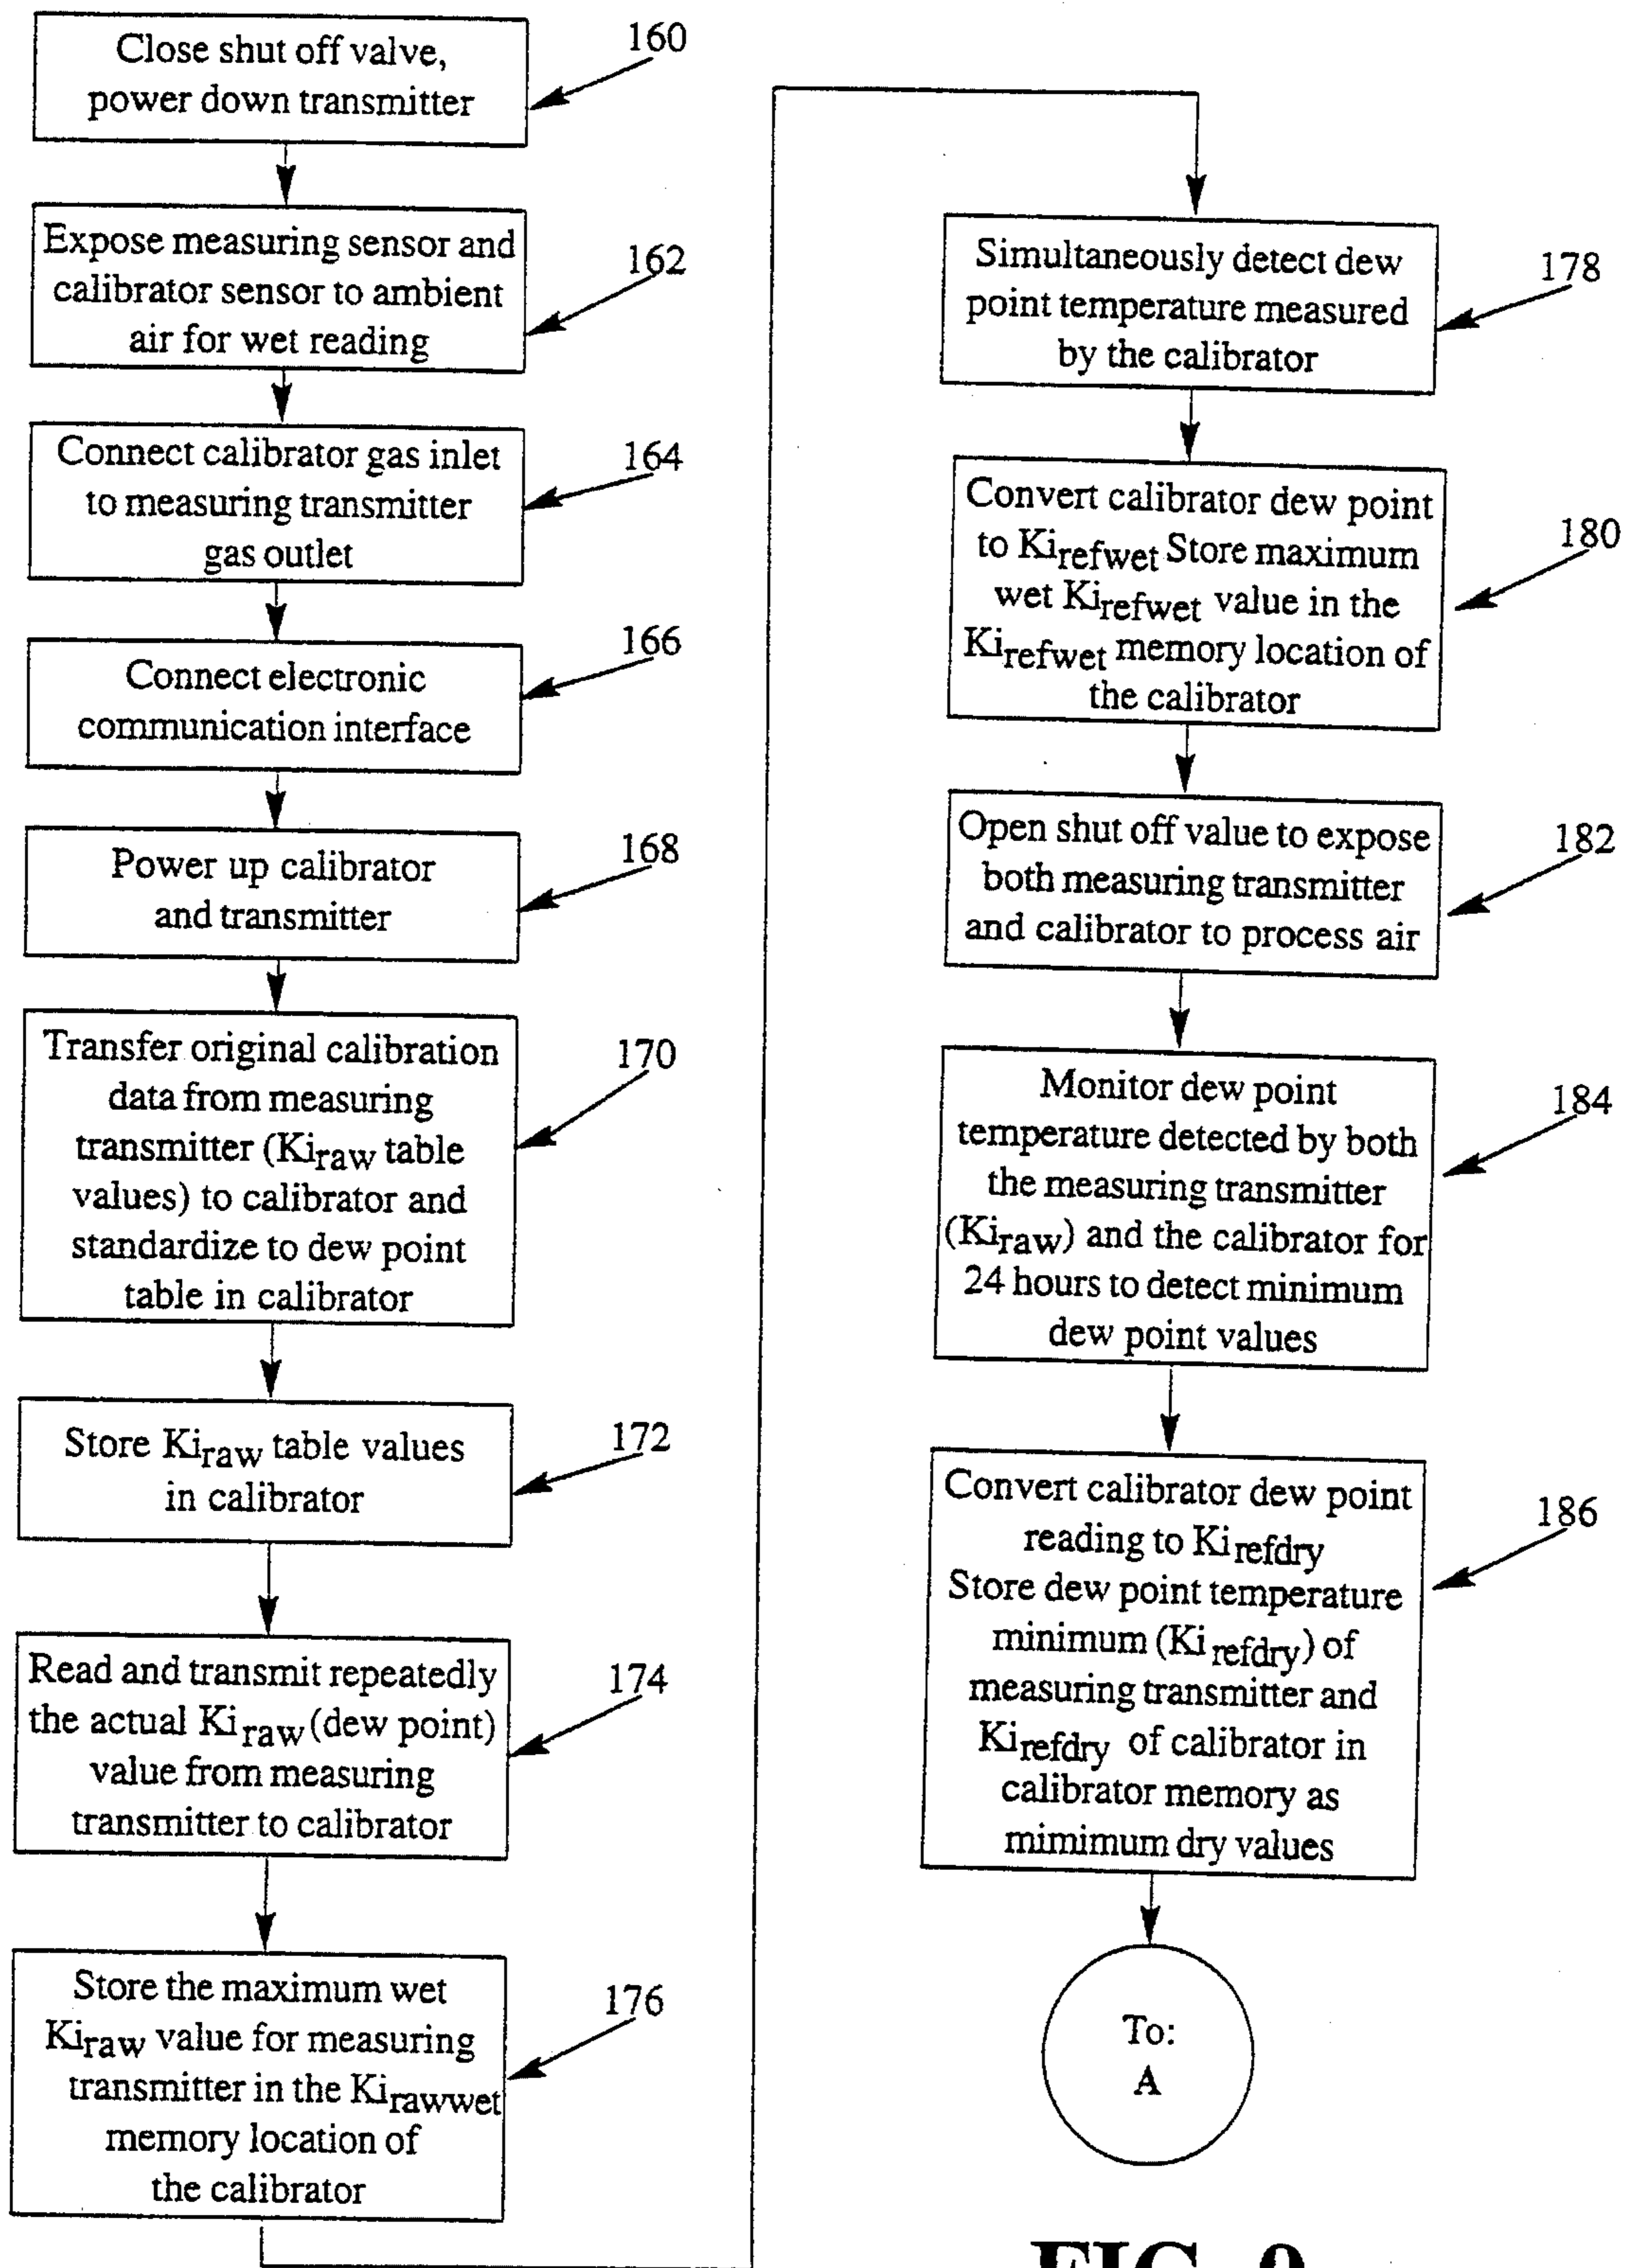 Close shut off valve,
power down transmitter
160
Expose measuring sensor and
calibrator sensor to ambient
air for wet reading
162
Connect calibrator gas inlet
to measuring transmitter
gas outlet
164
Connect electronic
communication interface
166
Power up calibrator
and transmitter
168
Transfer original calibration
data from measuring
transmitter (Kiraw table
values) to calibrator and
standardize to dew point
table in calibrator
170
Store Kiraw table values
in calibrator
172
Read and transmit repeatedly
the actual Kiraw (dew point)
value from measuring
transmitter to calibrator
174
Store the maximum wet
Kiraw value for measuring
transmitter in the Kirawwet
memory location of
the calibrator
176
Simultaneously detect dew
point temperature measured
by the calibrator
178
Convert calibrator dew point
to Kirefwet Store maximum
wet Kirefwet value in the
Kirefwet memory location of
the calibrator
180
Open shut off value to expose
both measuring transmitter
and calibrator to process air
182
Monitor dew point
temperature detected by both
the measuring transmitter
(Kiraw) and the calibrator for
24 hours to detect minimum
dew point values
184
Convert calibrator dew point
reading to Kirefdry
Store dew point temperature
minimum (Kirefdry) of
measuring transmitter and
Kirefdry of calibrator in
calibrator memory as
mimimum dry values
186
To:
A
FIG.